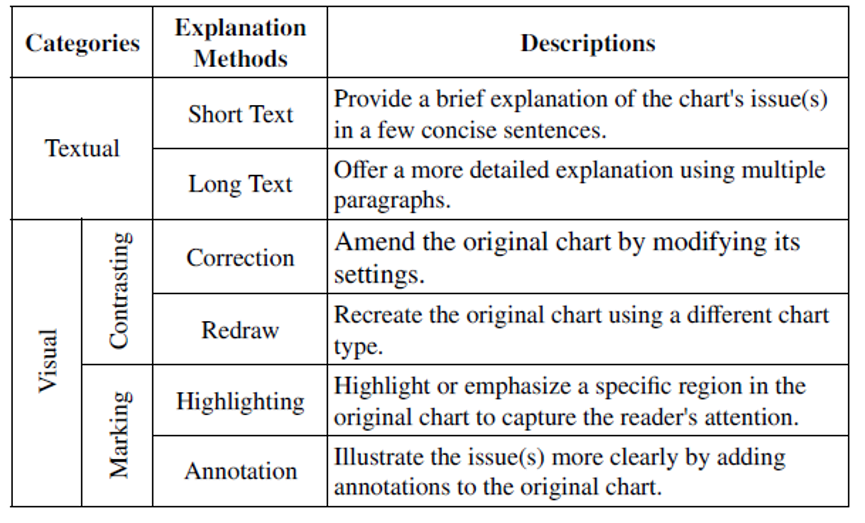 Categories
Explanation
Methods
Descriptions
Textual
Short Text
Provide a brief explanation of the chart's issue(s)
in a few concise sentences.
Long Text
Offer a more detailed explanation using multiple
paragraphs.
Visual
Contrasting
Correction
Amend the original chart by modifying its
settings.
Redraw
Recreate the original chart using a different chart
type.
Marking
Highlighting
Highlight or emphasize a specific region in the
original chart to capture the reader's attention.
Annotation
Illustrate the issue(s) more clearly by adding
annotations to the original chart.